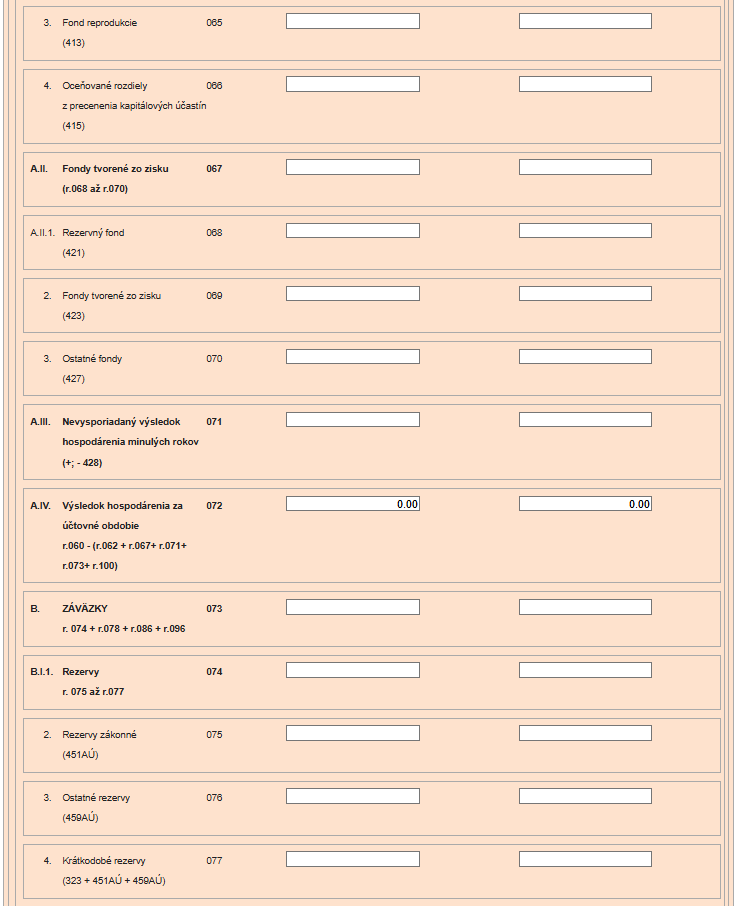 3. Fond reprodukcie 065
(413)
4. Oceňované rozdiely 066
z precenenia kapitálových účastín
(415)
A.II. Fondy tvorené zo zisku 067
(r.068 až r.070)
A.II.1. Rezervný fond 068
(421)
2. Fondy tvorené zo zisku 069
(423)
3. Ostatné fondy 070
(427)
A.III. Nevysporiadaný výsledok 071
hospodárenia minulých rokov
(+; - 428)
A.IV. Výsledok hospodárenia za 072 0.00 0.00
účtovné obdobie
r.060 - (r.062 + r.067+ r.071+
r.073+ r.100)
B. ZÁVÄZKY 073
r. 074 + r.078 + r.086 + r.096
B.I.1. Rezervy 074
r. 075 až r.077
2. Rezervy zákonné 075
(451AÚ)
3. Ostatné rezervy 076
(459AÚ)
4. Krátkodobé rezervy 077
(323 + 451AÚ + 459AÚ)